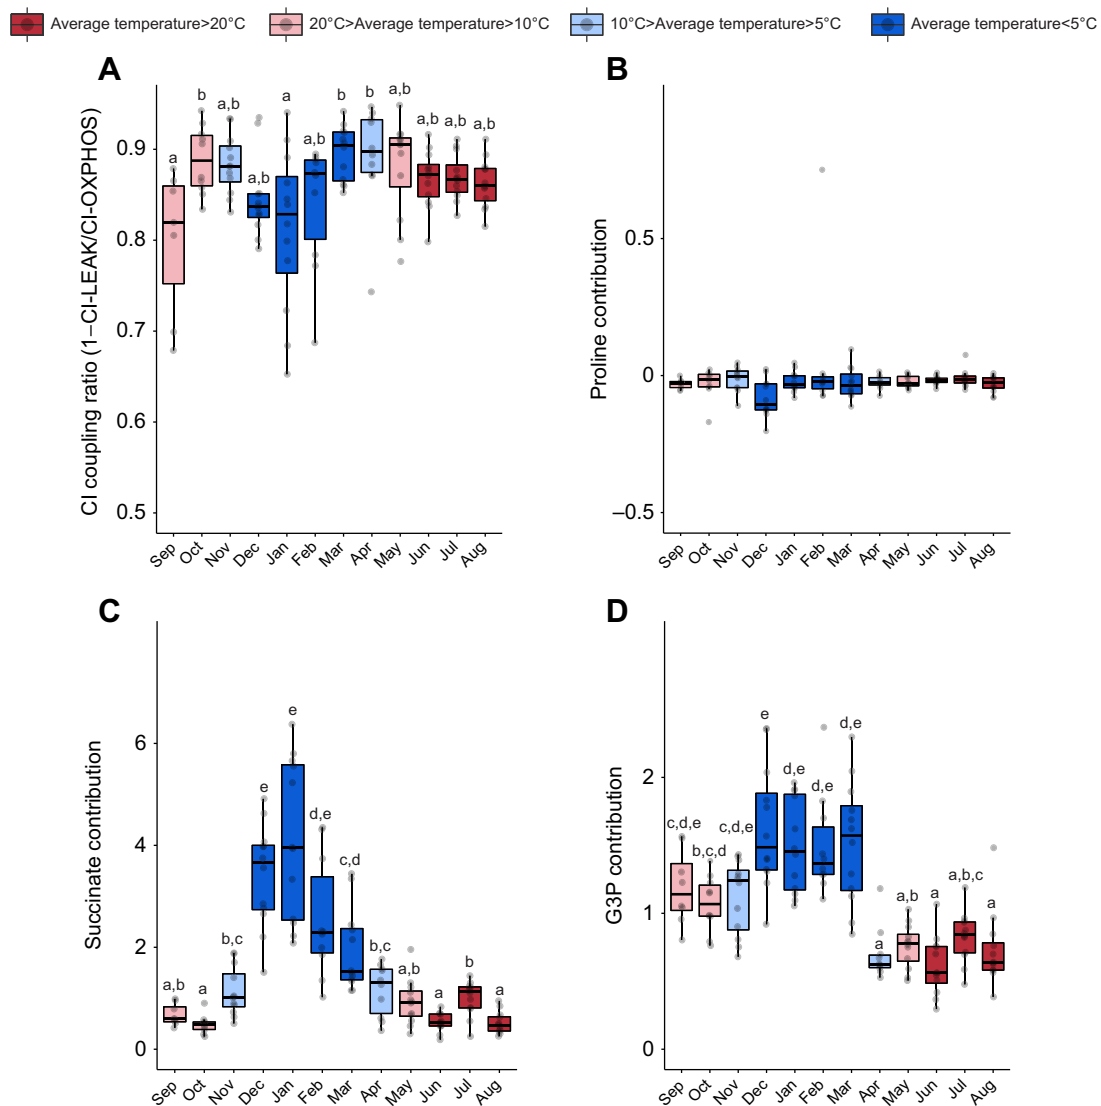 Average temperature>20°C 20°C>Average temperature>10°C 10°C>Average temperature>5°C Average temperature<5°C
A
CI coupling ratio (1–CI-LEAK/CI-OXPHOS)
0.9
0.8
0.7
0.6
0.5
a b a,b a,b a a,b b b a,b a,b a,b a,b
Sep Oct Nov Dec Jan Feb Mar Apr May Jun Jul Aug
B
Proline contribution
0.5
0
–0.5
Sep Oct Nov Dec Jan Feb Mar Apr May Jun Jul Aug
C
Succinate contribution
6
4
2
0
a,b a b,c e e d,e c,d b,c a,b a b a
Sep Oct Nov Dec Jan Feb Mar Apr May Jun Jul Aug
D
G3P contribution
2
1
0
c,d,e b,c,d c,d,e e d,e d,e d,e a a,b a a,b,c a
Sep Oct Nov Dec Jan Feb Mar Apr May Jun Jul Aug